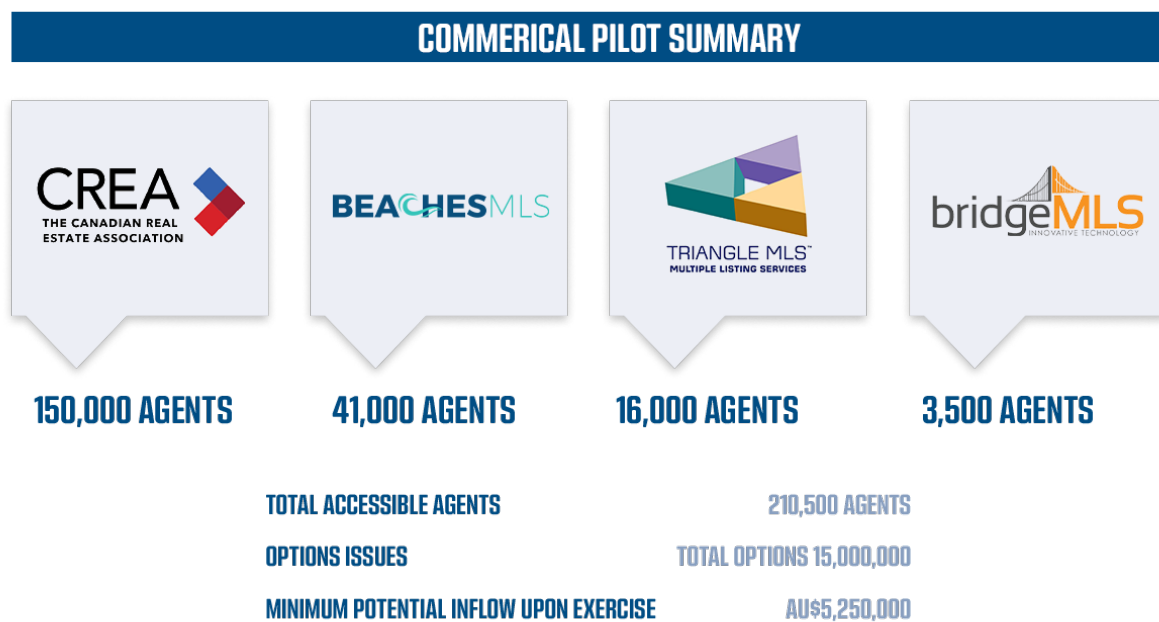 COMMERICAL PILOT SUMMARY
CREA
THE CANADIAN REAL
ESTATE ASSOCIATION
BEACHESMLS
TRIANGLE MLS™
MULTIPLE LISTING SERVICES
bridgeMLS
INNOVATIVE TECHNOLOGY
150,000 AGENTS
41,000 AGENTS
16,000 AGENTS
3,500 AGENTS
TOTAL ACCESSIBLE AGENTS 210,500 AGENTS
OPTIONS ISSUES TOTAL OPTIONS 15,000,000
MINIMUM POTENTIAL INFLOW UPON EXERCISE AU$5,250,000